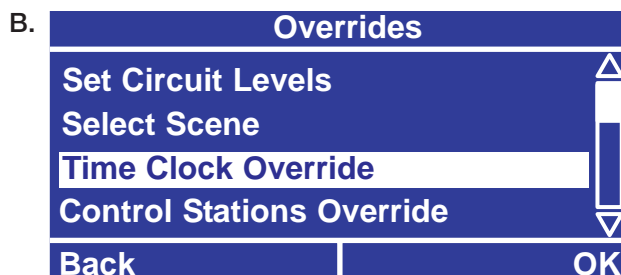 B.
Overrides
Set Circuit Levels
Select Scene
Time Clock Override
Control Stations Override
Back OK